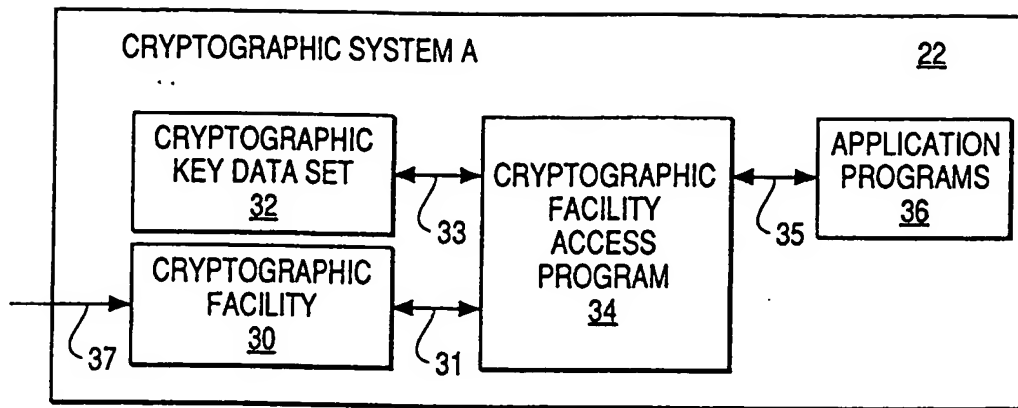 CRYPTOGRAPHIC SYSTEM A
22
CRYPTOGRAPHIC
KEY DATA SET
32
33
CRYPTOGRAPHIC
FACILITY
30
37
31
CRYPTOGRAPHIC
FACILITY
ACCESS
PROGRAM
34
35
APPLICATION
PROGRAMS
36